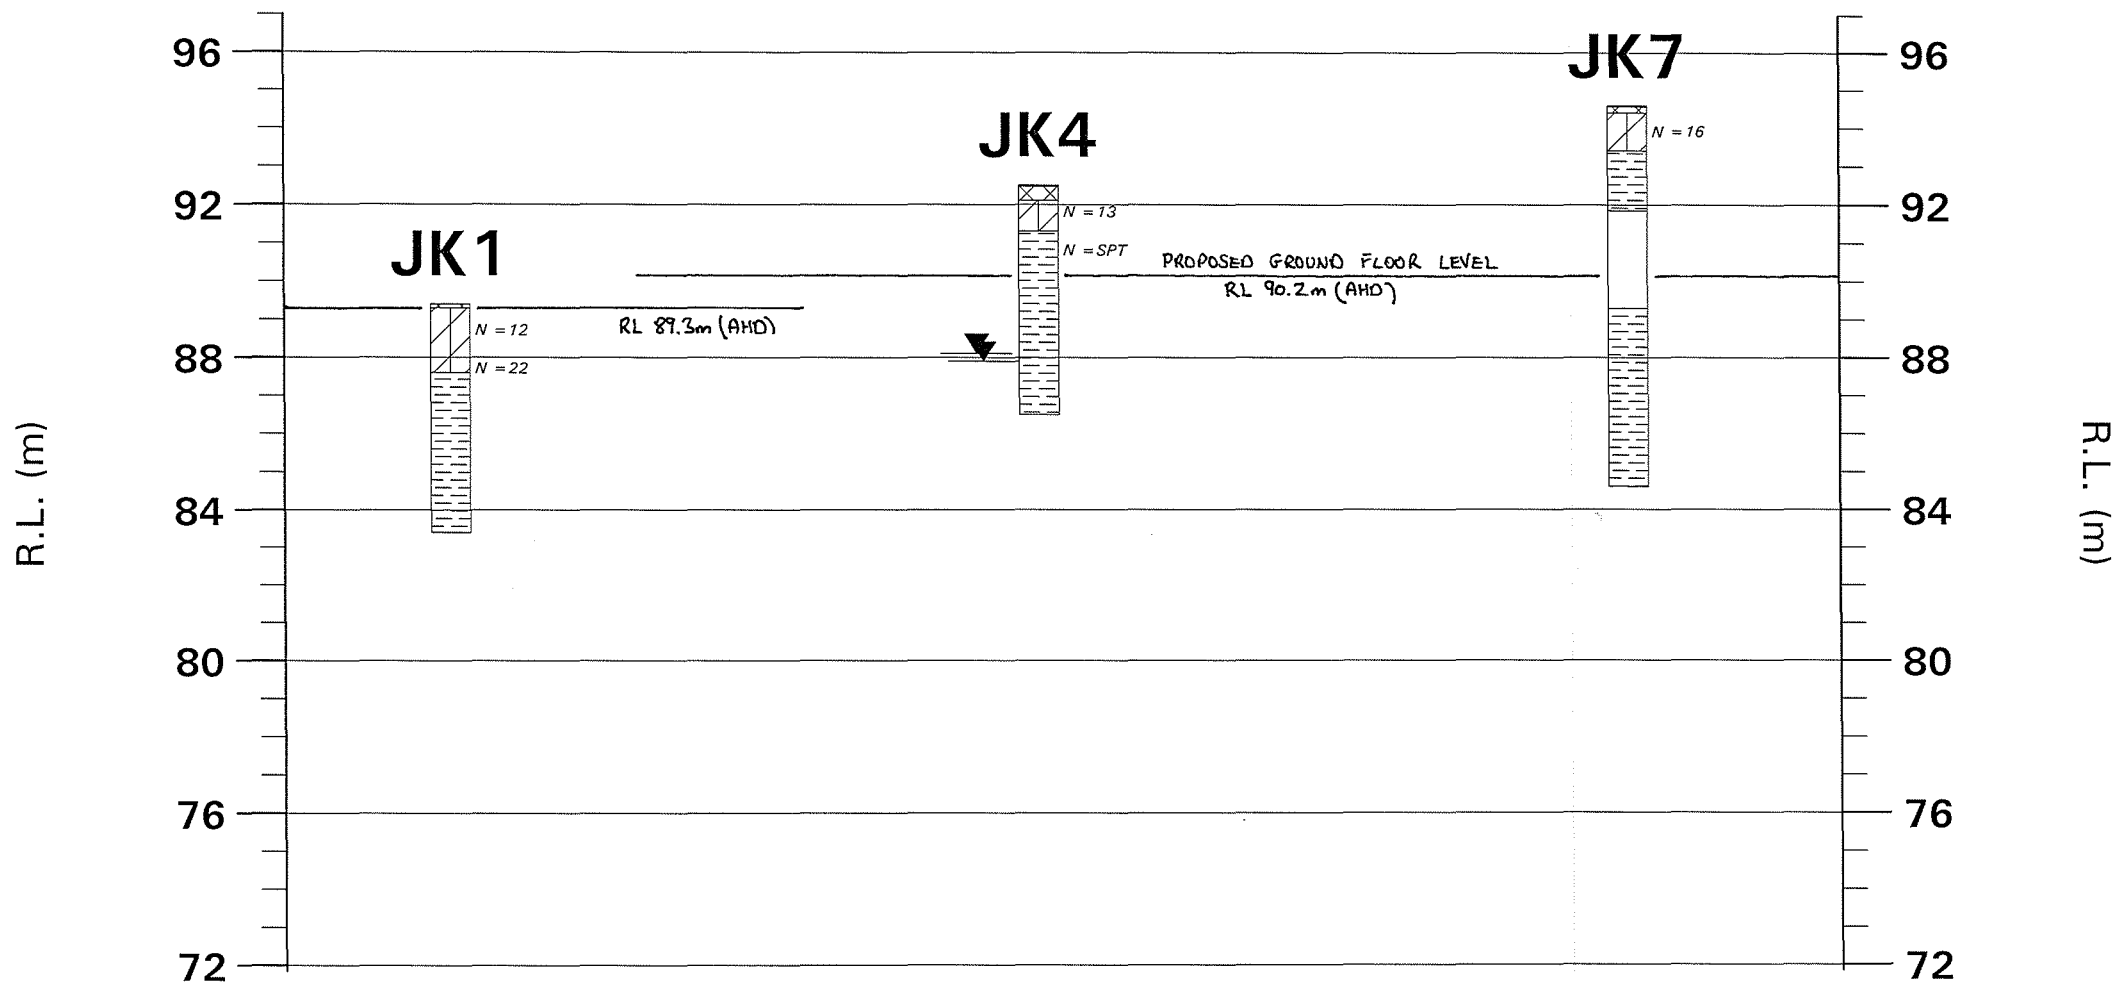 96
96
JK7
N = 16
JK4
92
92
N = 13
JK1
N = SPT
PROPOSED GROUND FLOOR LEVEL
RL 90.2m (AHD)
RL 89.3m (AHD)
N = 12
N = 22
88
88
R.L. (m)
R.L. (m)
84
84
80
80
76
76
72
72